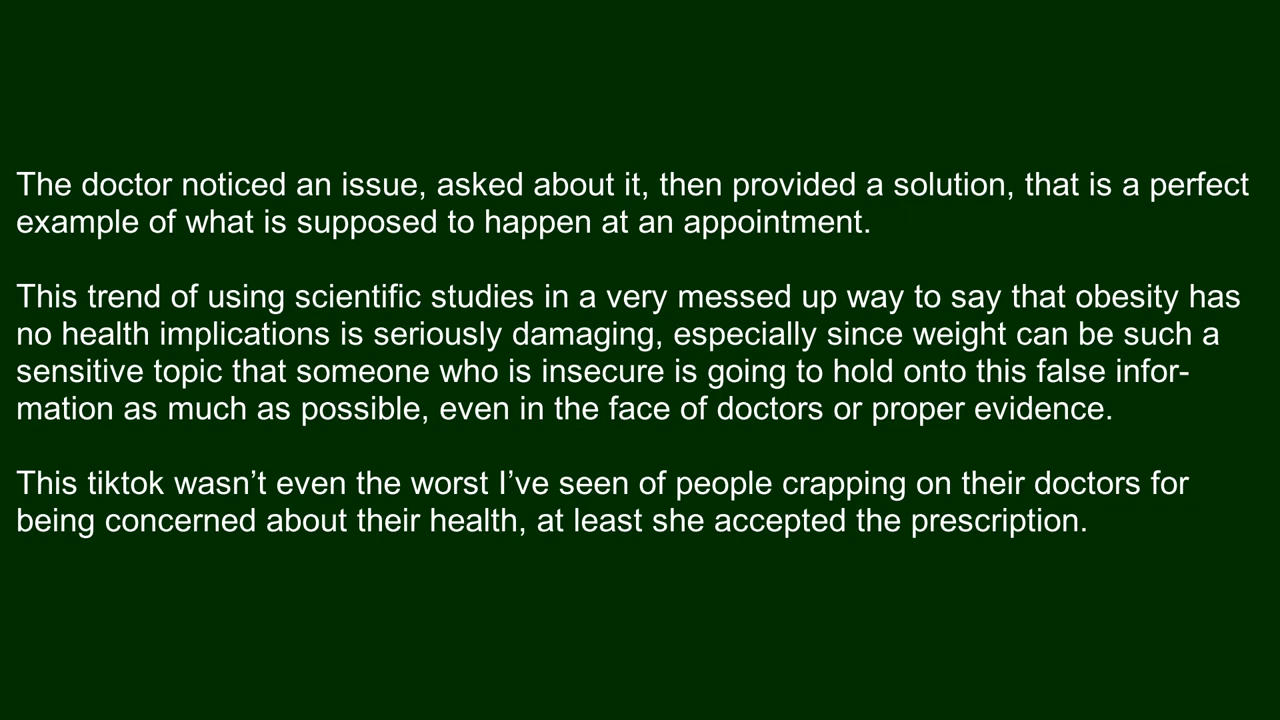 The doctor noticed an issue, asked about it, then provided a solution, that is a perfect
example of what is supposed to happen at an appointment.
This trend of using scientific studies in a very messed up way to say that obesity has
no health implications is seriously damaging, especially since weight can be such a
sensitive topic that someone who is insecure is going to hold onto this false infor-
mation as much as possible, even in the face of doctors or proper evidence.
This tiktok wasn’t even the worst I’ve seen of people crapping on their doctors for
being concerned about their health, at least she accepted the prescription.